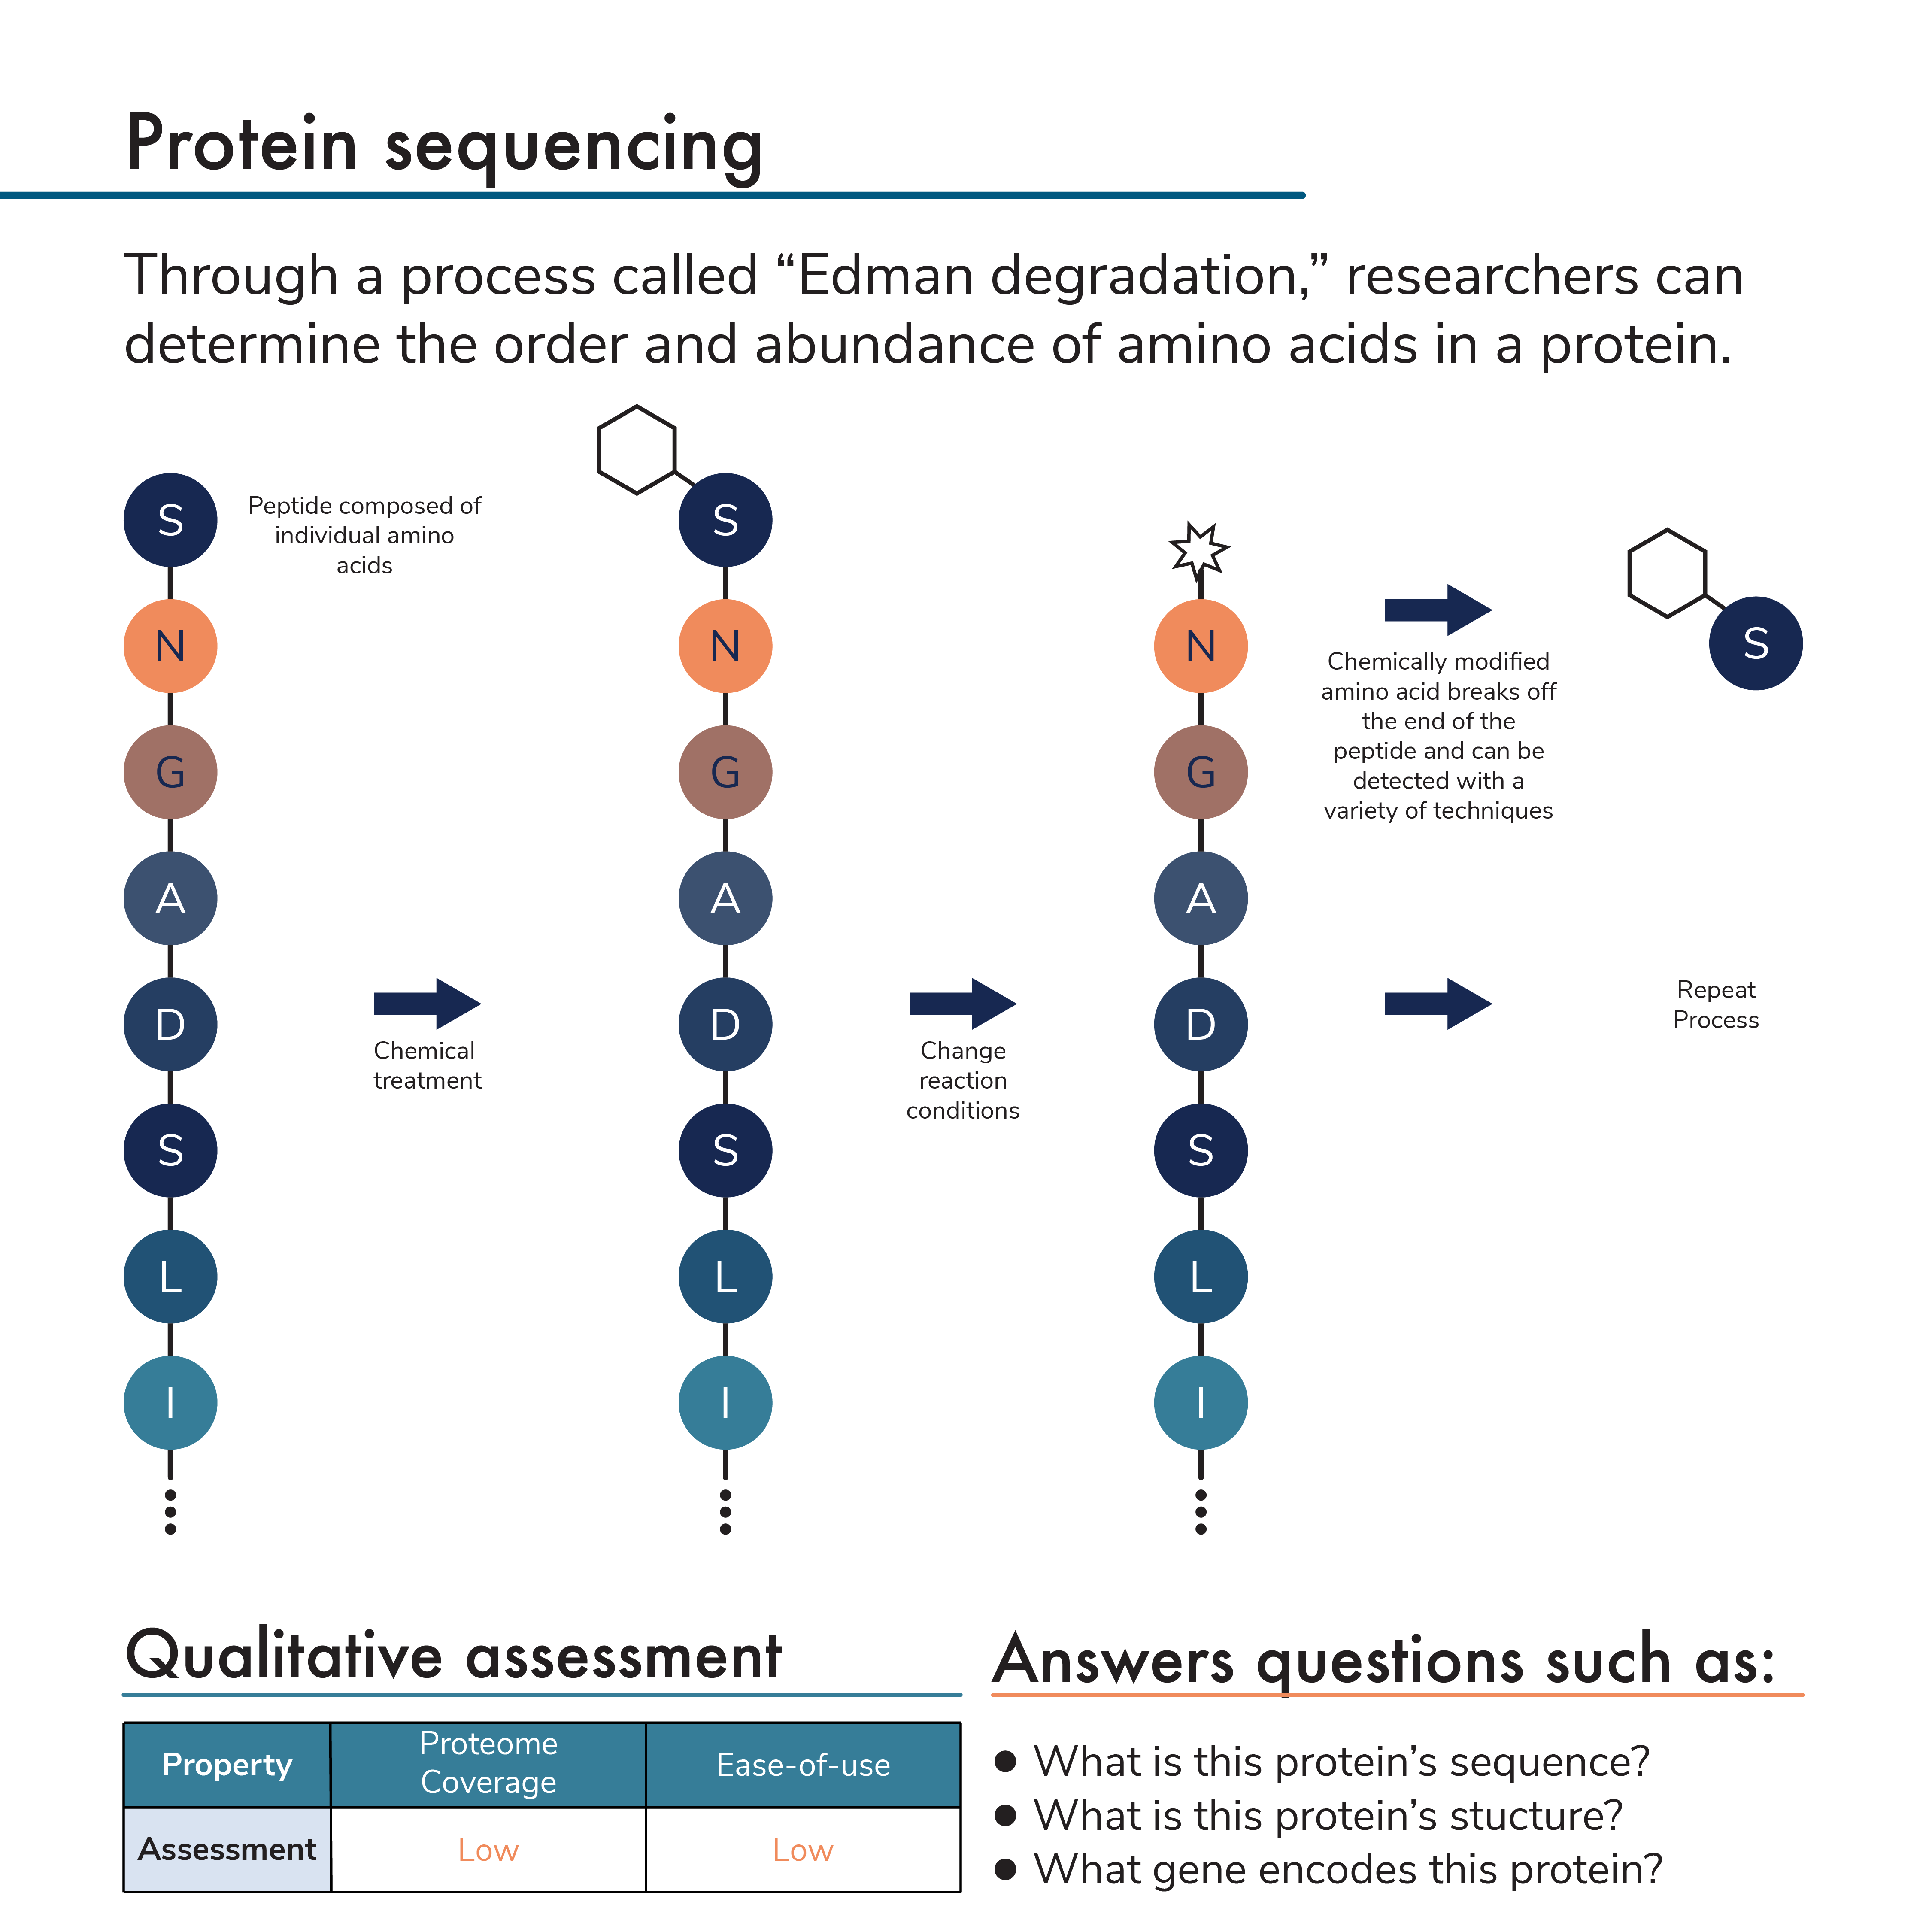 Protein sequencing
Through a process called “Edman degradation,” researchers can
determine the order and abundance of amino acids in a protein.
S
N
G
A
D
S
L
I
Peptide composed of
individual amino
acids
Chemical
treatment
S
N
G
A
D
S
L
I
Change
reaction
conditions
N
G
A
D
S
L
I
Chemically modified
amino acid breaks off
the end of the
peptide and can be
detected with a
variety of techniques
S
Repeat
Process
Qualitative assessment
Property
Proteome
Coverage
Ease-of-use
Assessment
Low
Low
Answers questions such as:
● What is this protein’s sequence?
● What is this protein’s stucture?
● What gene encodes this protein?